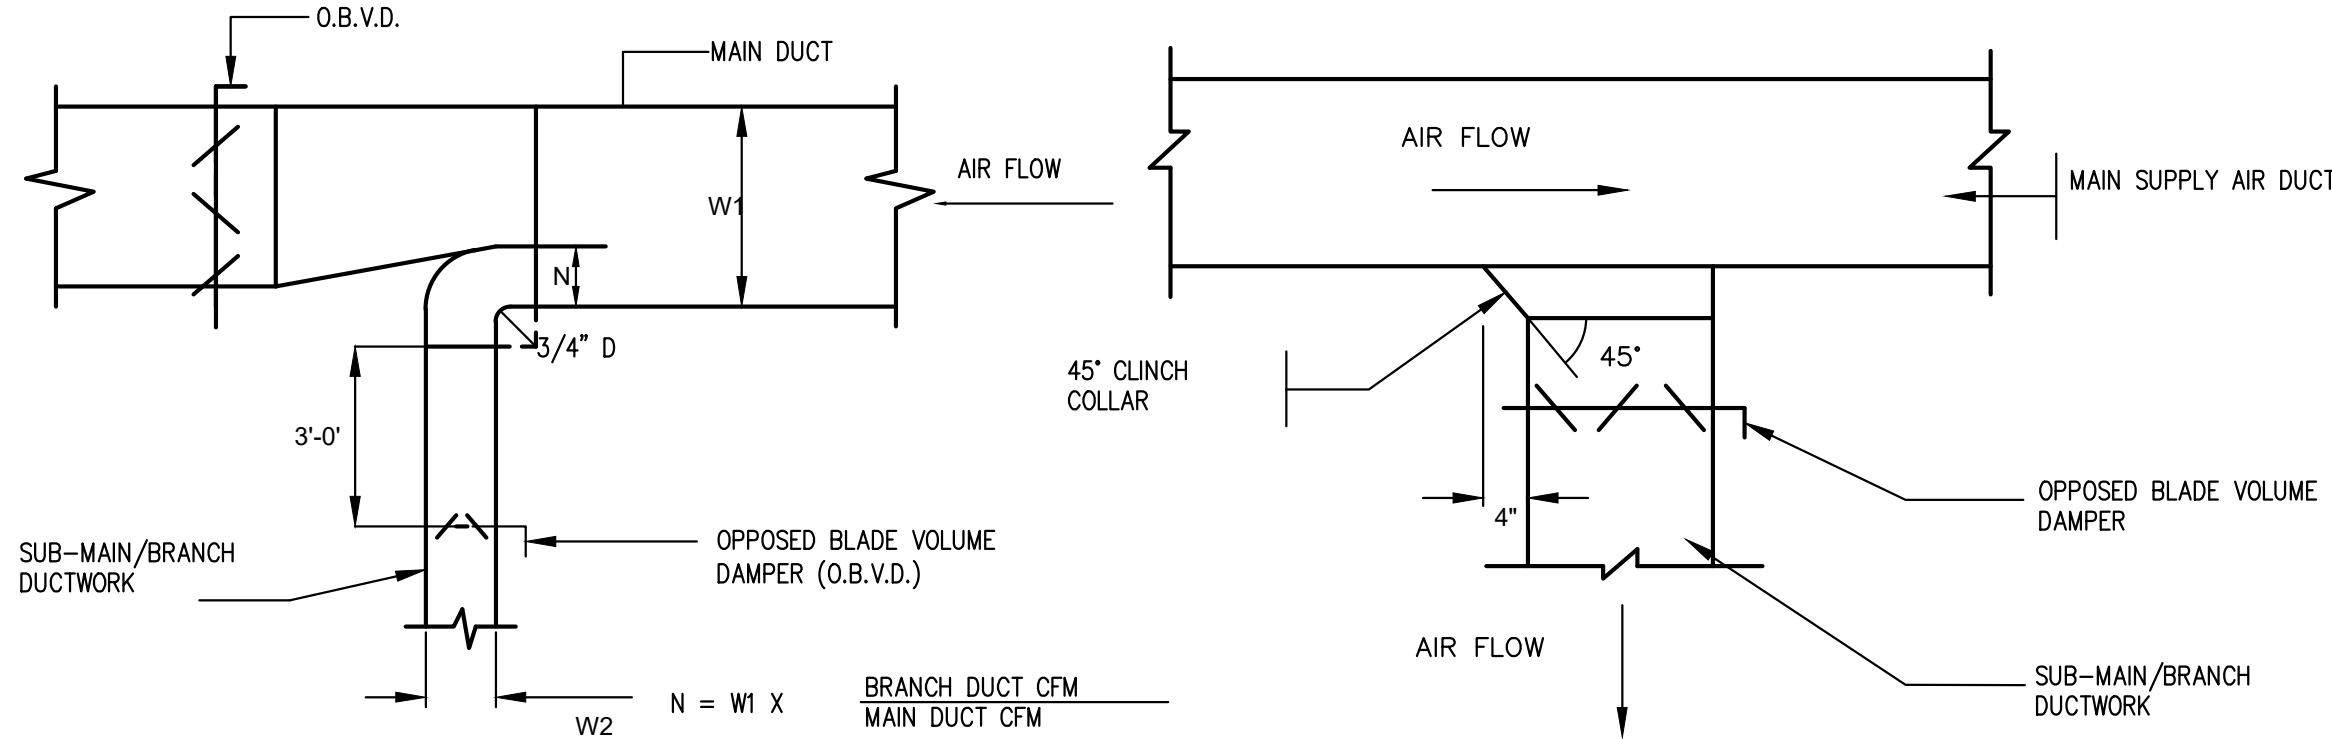 O.B.V.D.
MAIN DUCT
AIR FLOW
W1
N
3/4" D
3'-0'
SUB-MAIN/BRANCH
DUCTWORK
OPPOSED BLADE VOLUME
DAMPER (O.B.V.D.)
W2
N = W1 X
BRANCH DUCT CFM
MAIN DUCT CFM
AIR FLOW
MAIN SUPPLY AIR DUCT
45° CLINCH
COLLAR
45°
4"
OPPOSED BLADE VOLUME
DAMPER
AIR FLOW
SUB-MAIN/BRANCH
DUCTWORK